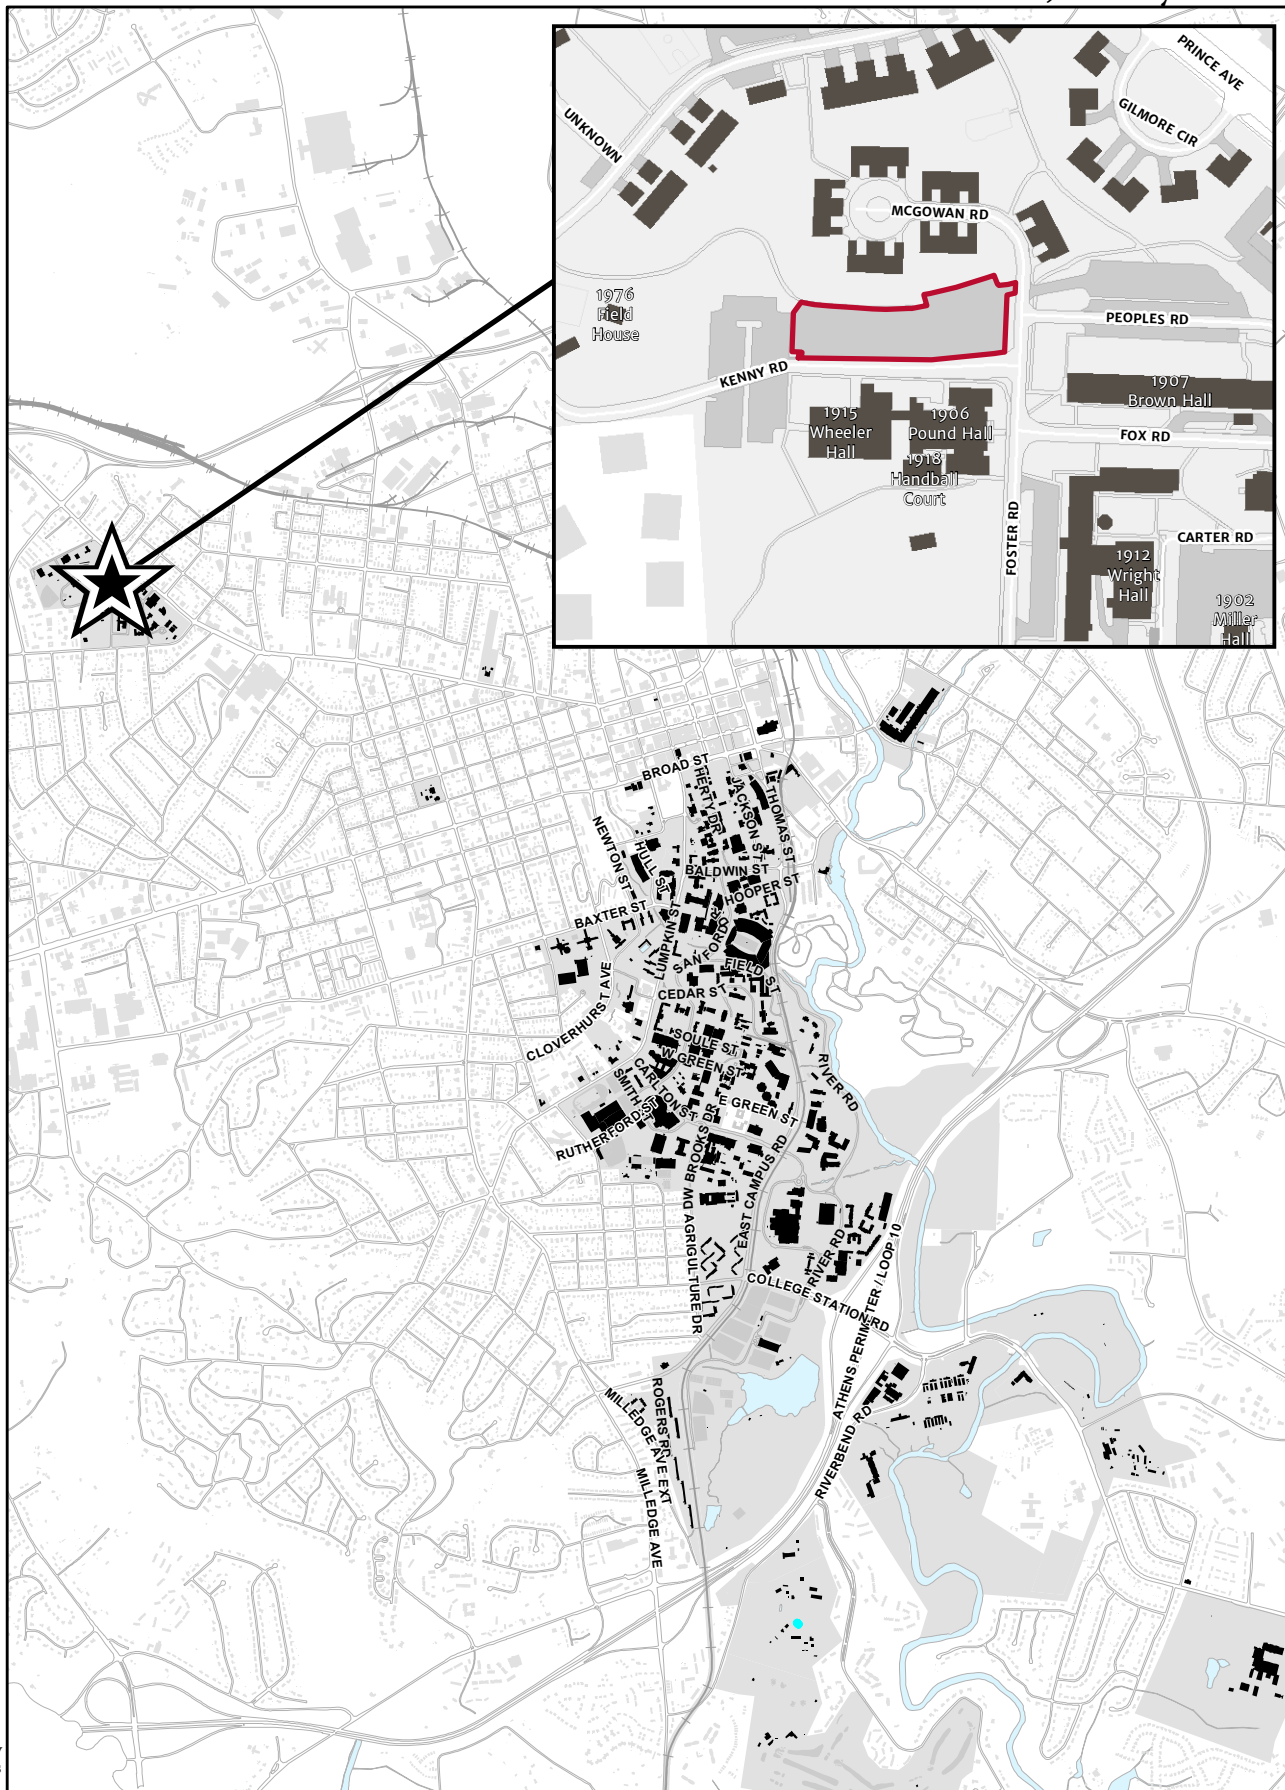 PRINCE AVE
GILMORE CIR
UNKNOWN
MCGOWAN RD
1976
Field
House
PEOPLES RD
KENNY RD
1907
Brown Hall
1915
Wheeler
Hall
1906
Pound Hall
FOX RD
1918
Handball
Court
FOSTER RD
CARTER RD
1912
Wright
Hall
1902
Miller
Hall
BROAD ST
HERTY DR
JACKSON ST
THOMAS ST
NEWTON ST
HULL ST
BALDWIN ST
HOOPER ST
BAXTER ST
LUMPKIN ST
SANFORD DR
FIELD ST
CEDAR ST
CLOVERHURST AVE
SOULE ST
W GREEN ST
CARLTON ST
SMITH ST
RIVER RD
E GREEN ST
RUTHERFORD ST
BROOKS DR
EAST CAMPUS RD
WD AGRIGULTURE DR
RIVER RD
COLLEGE STATION RD
ATHENS PERIMETER / LOOP 10
MILLEDGE AVE EXT
ROGERS RD
MILLEDGE AVE
RIVERBEND RD